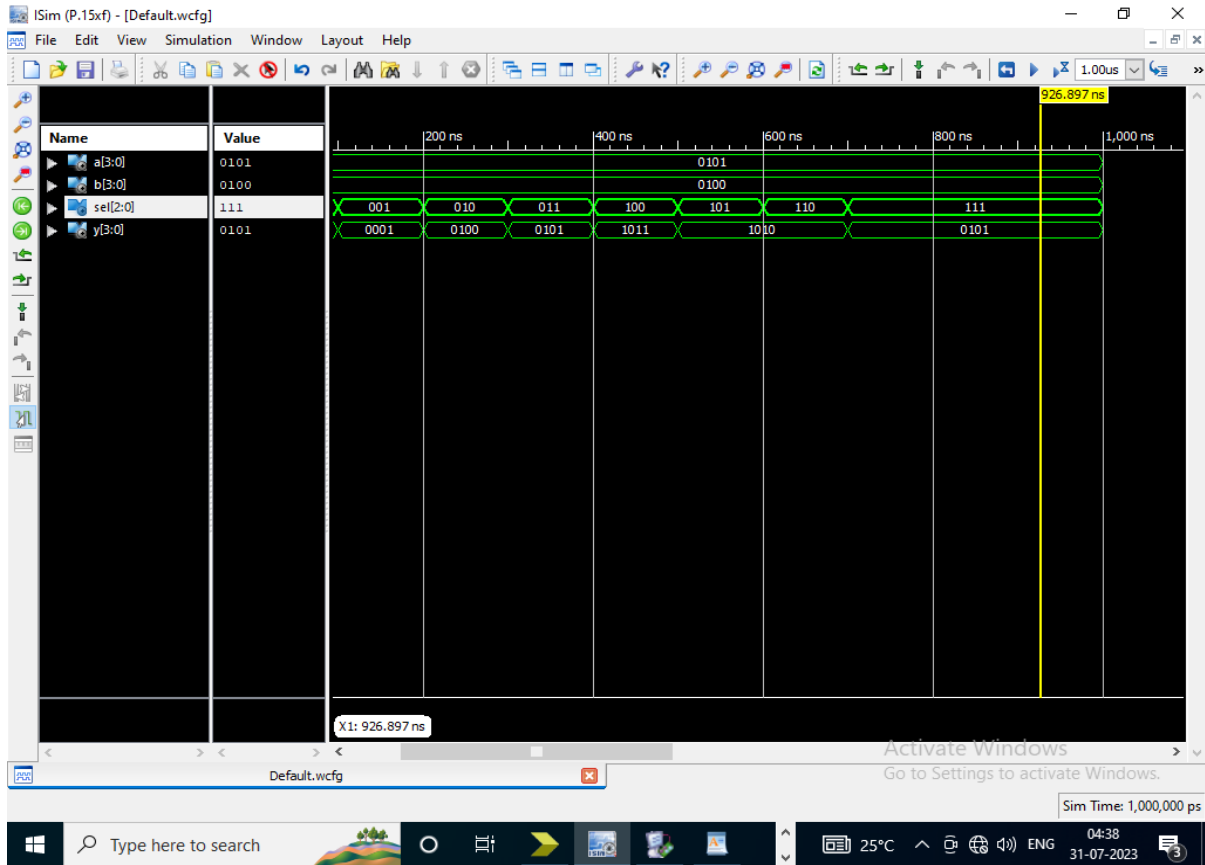 ISim (P.15xf) - [Default.wcfg]
File Edit View Simulation Window Layout Help
1.00us
»
926.897 ns
Name Value 200 ns 400 ns 600 ns 800 ns 1,000 ns
a[3:0] 0101 0101
b[3:0] 0100 0100
sel[2:0] 111 001 010 011 100 101 110 111
y[3:0] 0101 0001 0100 0101 1011 1010 0101
X1: 926.897 ns
Activate Windows
Go to Settings to activate Windows.
Default.wcfg
Sim Time: 1,000,000 ps
Type here to search
25°C ENG 04:38
31-07-2023
3